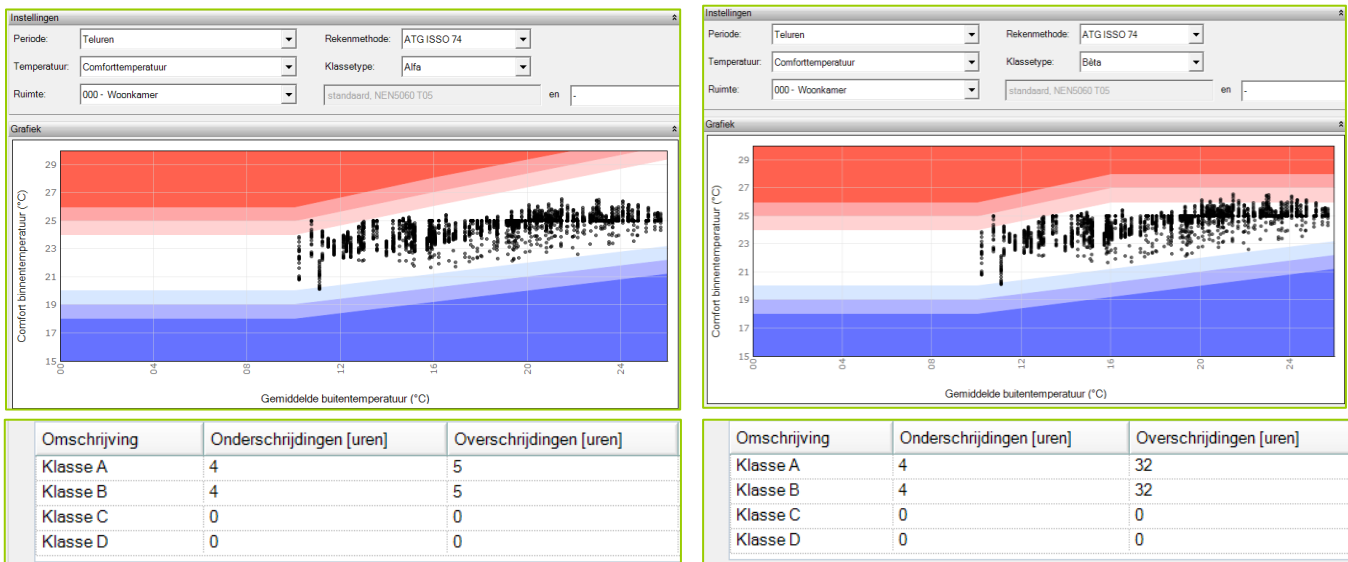 Instellingen
Periode: Teluren Rekenmethode: ATG ISSO 74
Temperatuur: Comforttemperatuur Klassetype: Alfa
Ruimte: 000 - Woonkamer standaard, NEN5060 T05 en -
Grafiek
29
27
25
23
21
19
17
15
Comfort binnentemperatuur (°C)
00 04 08 12 16 20 24
Gemiddelde buitentemperatuur (°C)
Omschrijving Onderschrijdingen [uren] Overschrijdingen [uren]
Klasse A 4 5
Klasse B 4 5
Klasse C 0 0
Klasse D 0 0
Instellingen
Periode: Teluren Rekenmethode: ATG ISSO 74
Temperatuur: Comforttemperatuur Klassetype: Bèta
Ruimte: 000 - Woonkamer standaard, NEN5060 T05 en -
Grafiek
29
27
25
23
21
19
17
15
Comfort binnentemperatuur (°C)
00 04 08 12 16 20 24
Gemiddelde buitentemperatuur (°C)
Omschrijving Onderschrijdingen [uren] Overschrijdingen [uren]
Klasse A 4 32
Klasse B 4 32
Klasse C 0 0
Klasse D 0 0